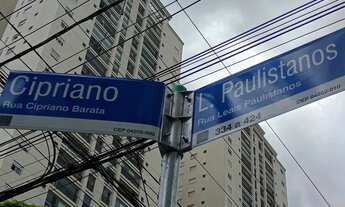 Cipriano
Rua Cipriano Barata
L. Paulistanos
Rua Leais Paulistanos
334 a 424